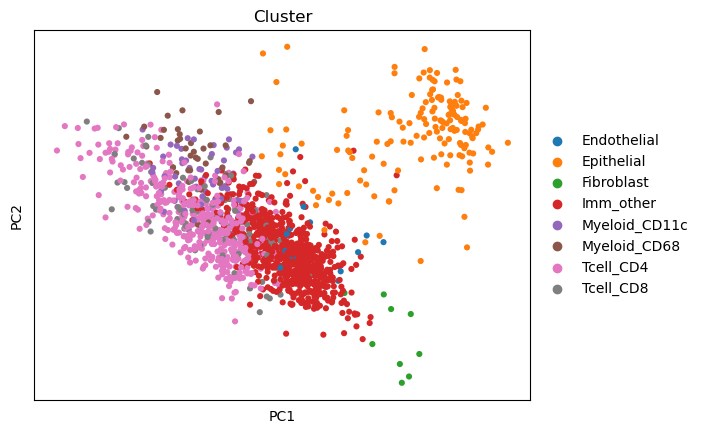 Cluster
PC2
Endothelial
Epithelial
Fibroblast
Imm_other
Myeloid_CD11c
Myeloid_CD68
Tcell_CD4
Tcell_CD8
PC1